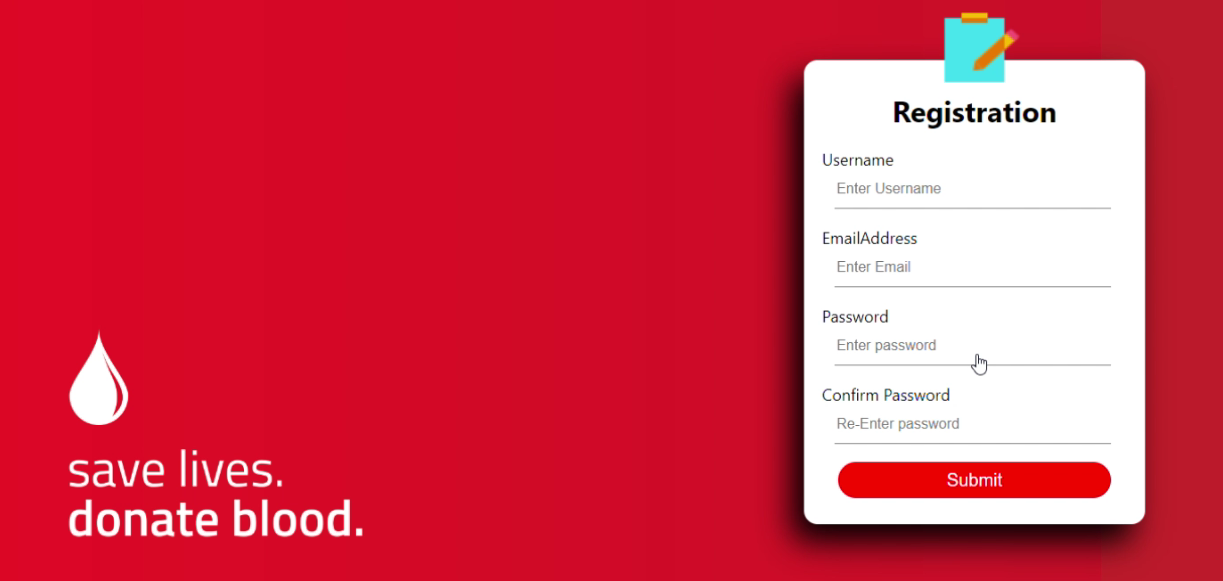 Registration
Username
Enter Username
EmailAddress
Enter Email
Password
Enter password
Confirm Password
Re-Enter password
Submit
save lives.
donate blood.